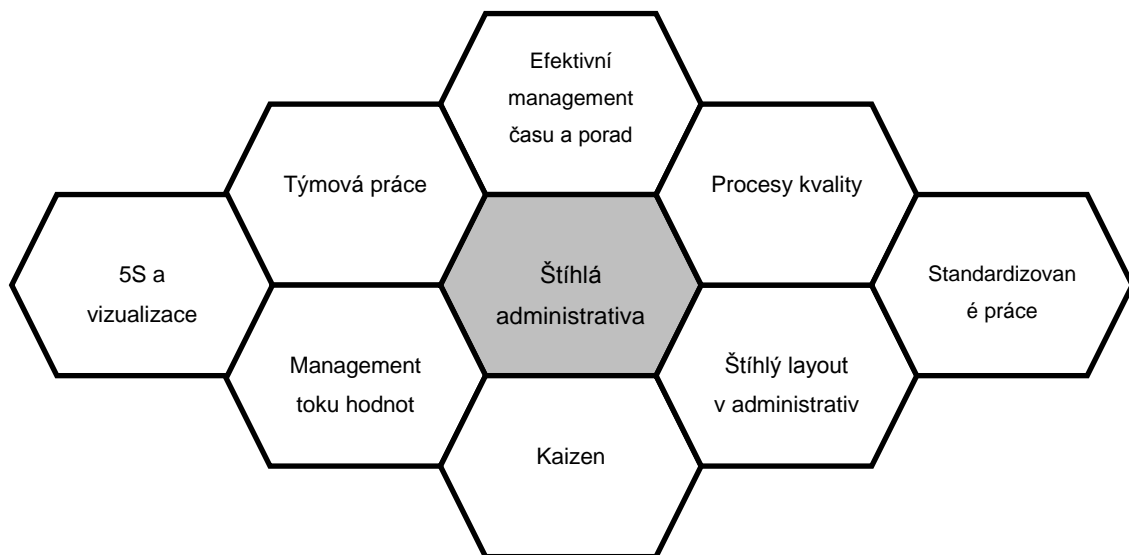 Efektivní
management
času a porad
Týmová práce
Procesy kvality
5S a
vizualizace
Štíhlá
administrativa
Standardizovan
é práce
Management
toku hodnot
Štíhlý layout
v administrativ
Kaizen